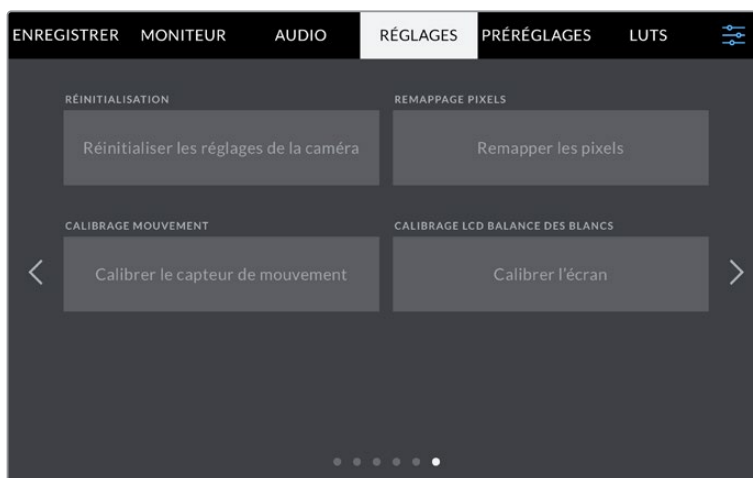 ENREGISTRER MONITEUR AUDIO RÉGLAGES PRÉRÉGLAGES LUTS
RÉINITIALISATION
Réinitialiser les réglages de la caméra
REMAPPAGE PIXELS
Remapper les pixels
CALIBRAGE MOUVEMENT
Calibrer le capteur de mouvement
CALIBRAGE LCD BALANCE DES BLANCS
Calibrer l'écran